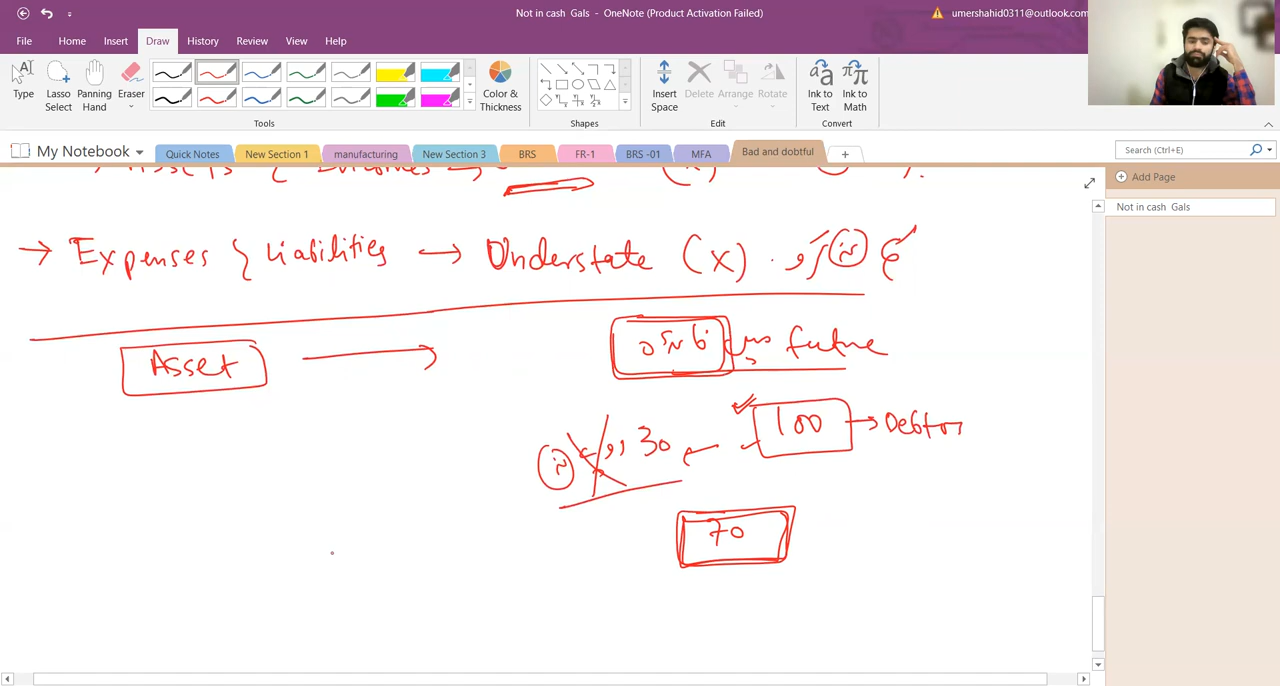 Not in cash Gals - OneNote (Product Activation Failed)
umershahid0311@outlook.com
File Home Insert Draw History Review View Help
Type
Lasso Select
Panning Hand
Eraser
Color & Thickness
Insert Space
Delete
Arrange
Rotate
Ink to Text
Ink to Math
Tools
Shapes
Edit
Convert
My Notebook
Quick Notes
New Section 1
manufacturing
New Section 3
BRS
FR-1
BRS -01
MFA
Bad and doubtful
Search (Ctrl+E)
Add Page
Not in cash Gals
→ Assets & Incomes → (x)
→ Expenses & liabilities → Understate (x)
Asset →
future
100 → Debtors
30
70